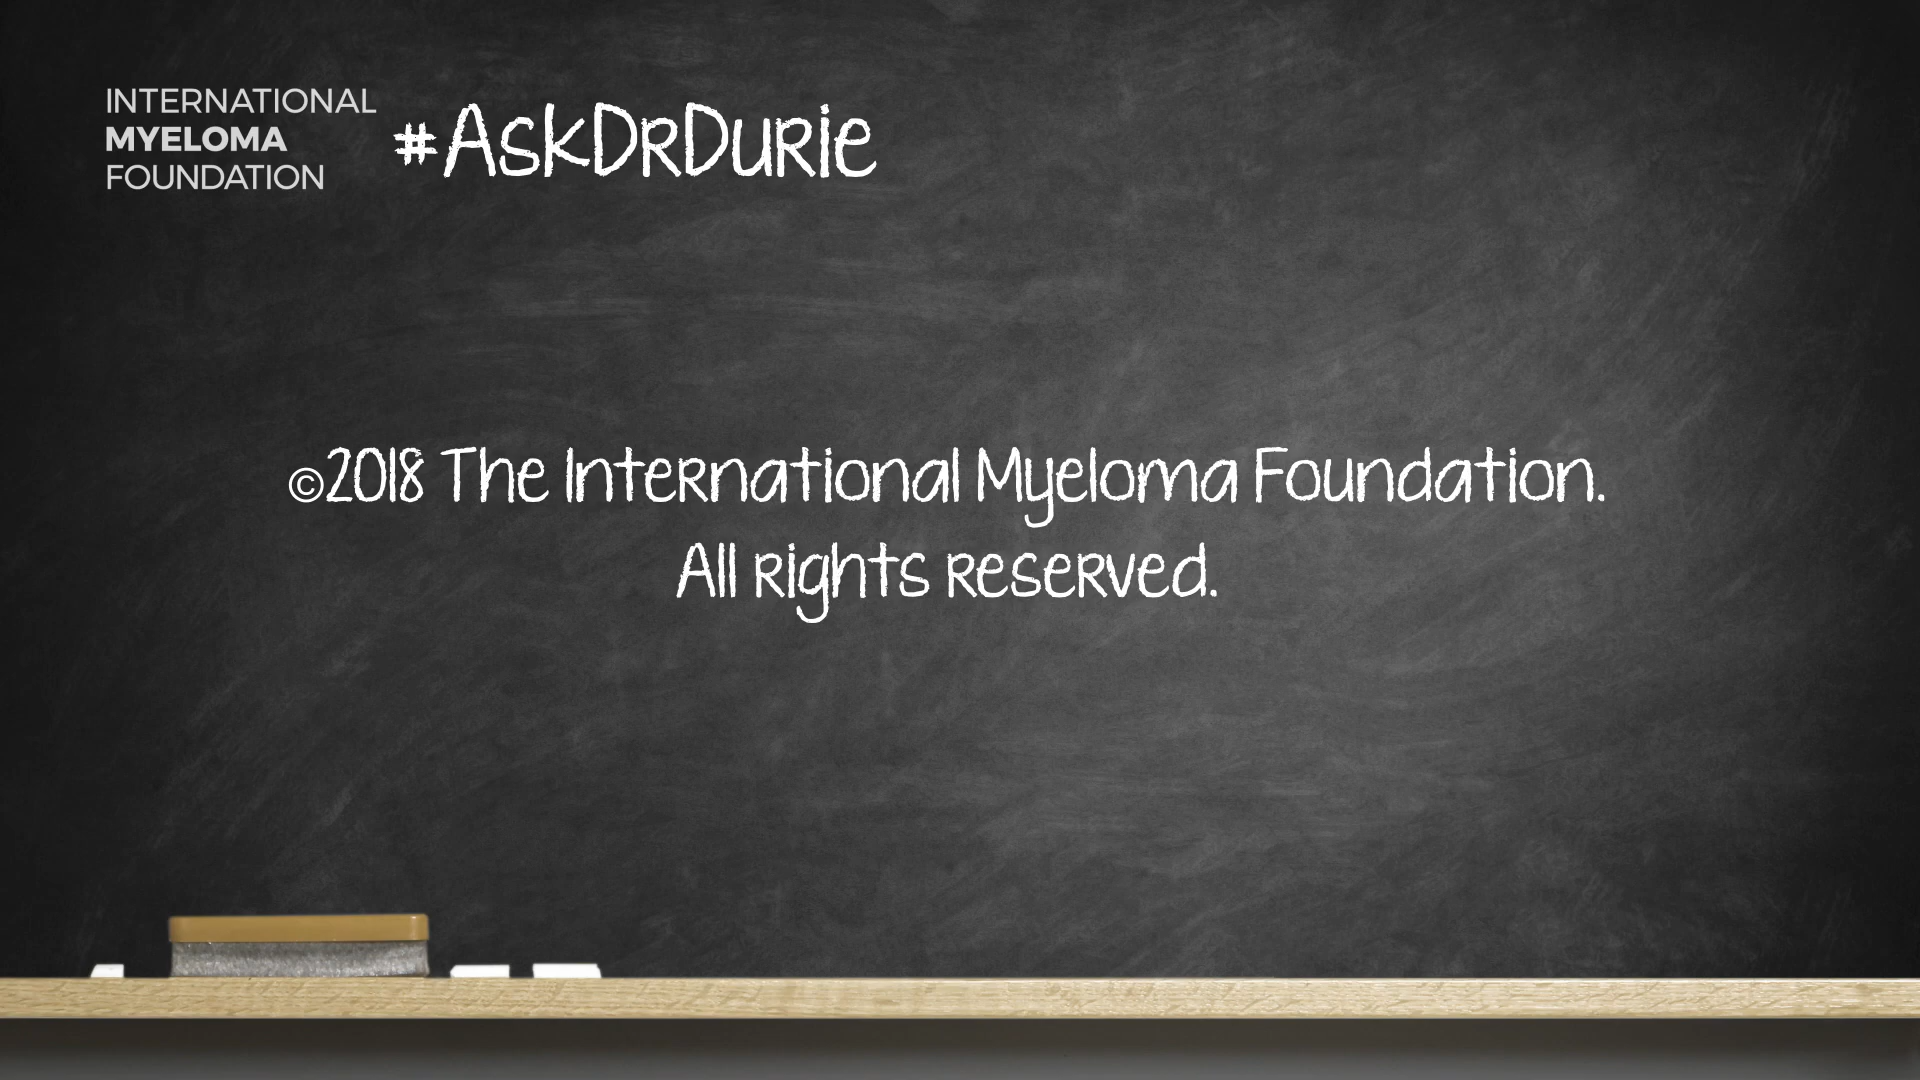 INTERNATIONAL
MYELOMA
FOUNDATION
#AskDrDurie
©2018 The International Myeloma Foundation.
All rights reserved.